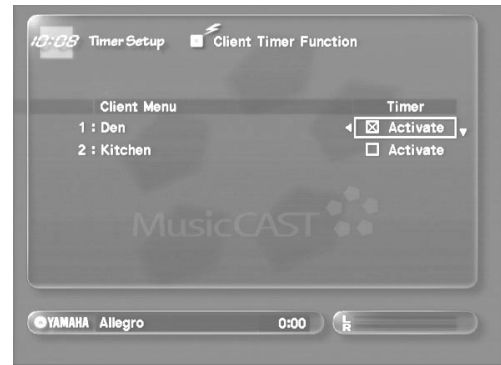 10:08 Timer Setup Client Timer Function
Client Menu Timer
1 : Den Activate
2 : Kitchen Activate
MusicCAST
YAMAHA Allegro 0:00 L R